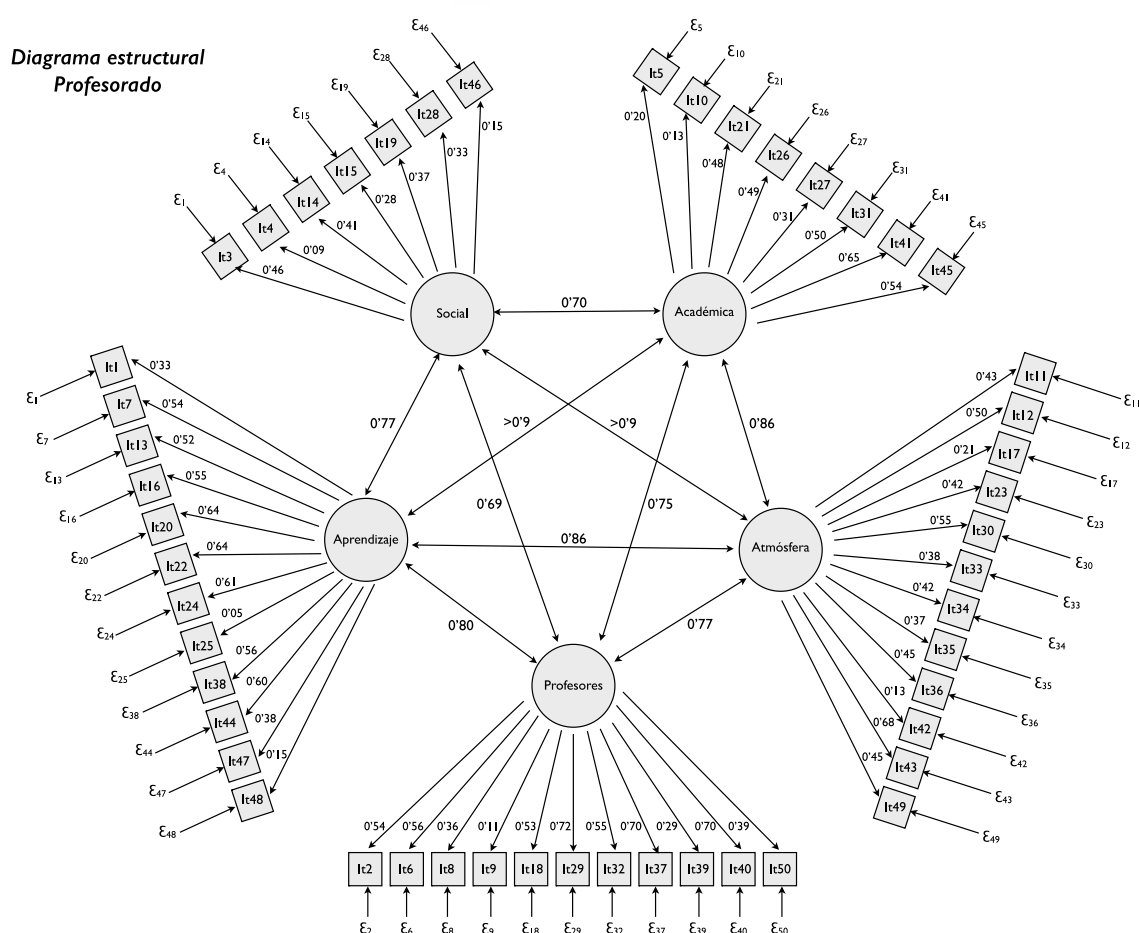 Diagrama estructural
Profesorado
ε46
ε28
ε19
ε15
ε14
ε4
ε1
It46
It28
It19
It15
It14
It4
It3
0'15
0'33
0'37
0'28
0'41
0'09
0'46
ε5
ε10
ε21
ε26
ε27
ε31
ε41
ε45
It5
It10
It21
It26
It27
It31
It41
It45
0'20
0'13
0'48
0'49
0'31
0'50
0'65
0'54
Social
0'70
Académica
It1
It7
It13
It16
It20
It22
It24
It25
It38
It44
It47
It48
ε1
ε7
ε13
ε16
ε20
ε22
ε24
ε25
ε38
ε44
ε47
ε48
0'33
0'54
0'52
0'55
0'64
0'64
0'61
0'05
0'56
0'60
0'38
0'15
0'77
>0'9
>0'9
0'86
0'69
0'75
Aprendizaje
0'86
Atmósfera
0'80
0'77
Profesores
0'43
0'50
0'21
0'42
0'55
0'38
0'42
0'37
0'45
0'13
0'68
0'45
It11
It12
It17
It23
It30
It33
It34
It35
It36
It42
It43
It49
ε11
ε12
ε17
ε23
ε30
ε33
ε34
ε35
ε36
ε42
ε43
ε49
0'54 0'56 0'36 0'11 0'53 0'72 0'55 0'70 0'29 0'70 0'39
It2 It6 It8 It9 It18 It29 It32 It37 It39 It40 It50
ε2 ε6 ε8 ε9 ε18 ε29 ε32 ε37 ε39 ε40 ε50